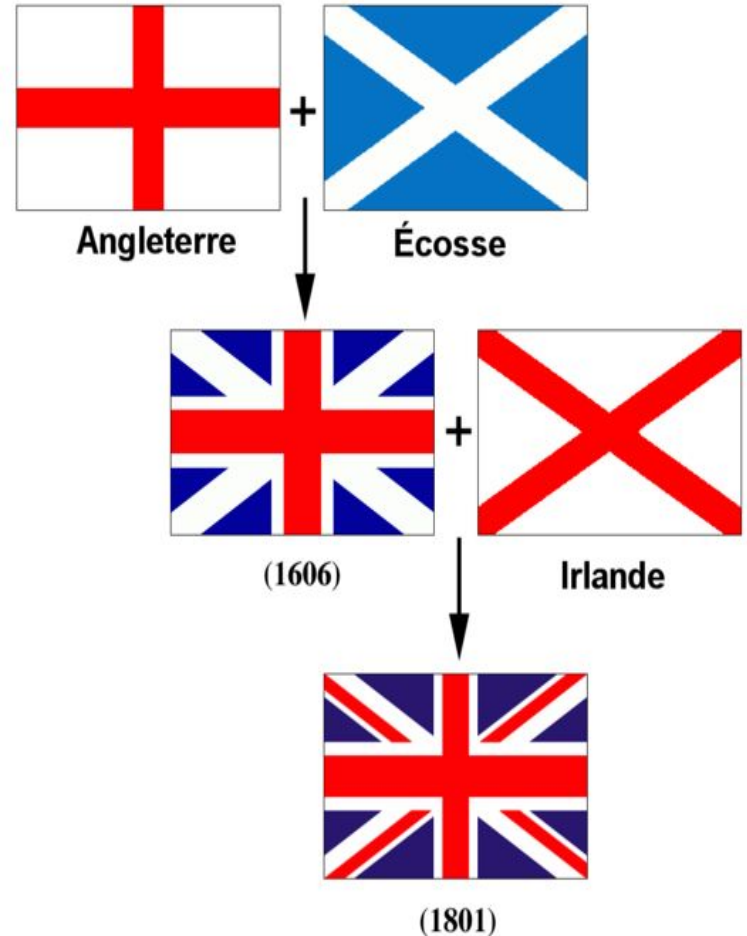 +
Angleterre
Écosse
+
(1606)
Irlande
(1801)